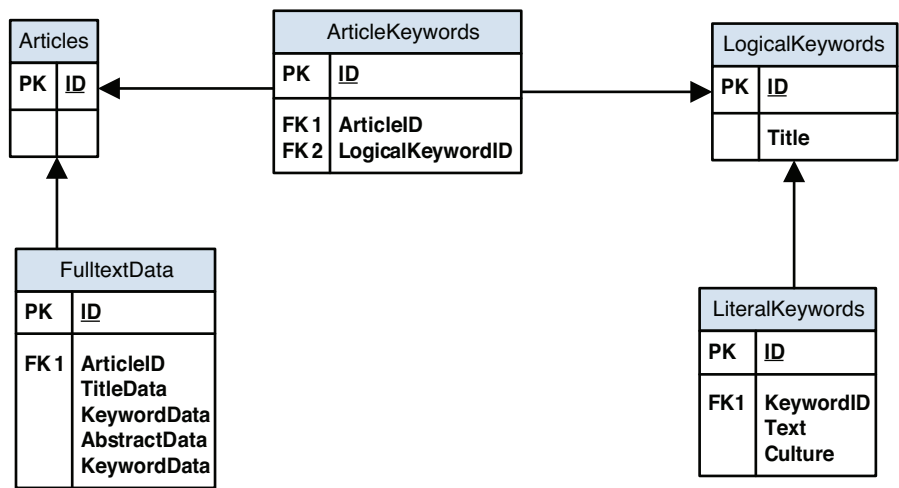 Articles
PK ID
ArticleKeywords
PK ID
FK1 ArticleID
FK2 LogicalKeywordID
LogicalKeywords
PK ID
Title
FulltextData
PK ID
FK1 ArticleID
TitleData
KeywordData
AbstractData
KeywordData
LiteralKeywords
PK ID
FK1 KeywordID
Text
Culture